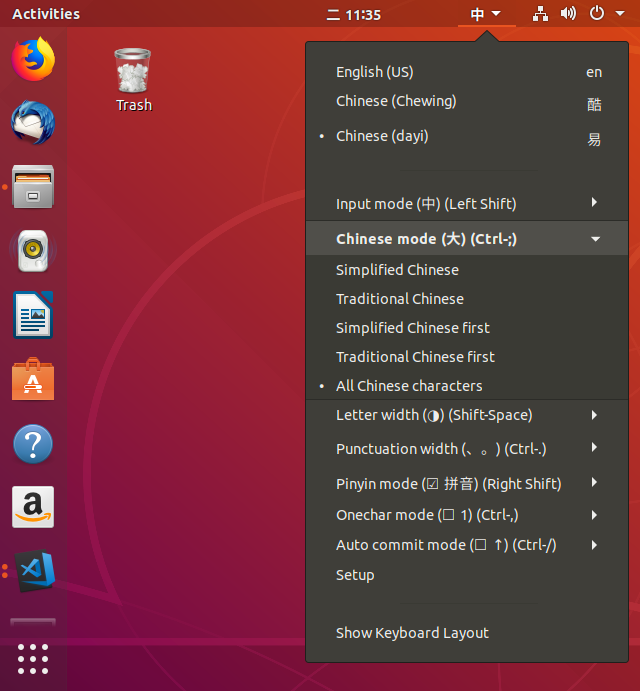 Activities
二 11:35
中
Trash
English (US) en
Chinese (Chewing) 酷
• Chinese (dayi) 易
Input mode (中) (Left Shift)
Chinese mode (大) (Ctrl-;)
Simplified Chinese
Traditional Chinese
Simplified Chinese first
Traditional Chinese first
• All Chinese characters
Letter width (◑) (Shift-Space)
Punctuation width (、。) (Ctrl-.)
Pinyin mode (☑ 拼音) (Right Shift)
Onechar mode (☐ 1) (Ctrl-,)
Auto commit mode (☐ ↑) (Ctrl-/)
Setup
Show Keyboard Layout